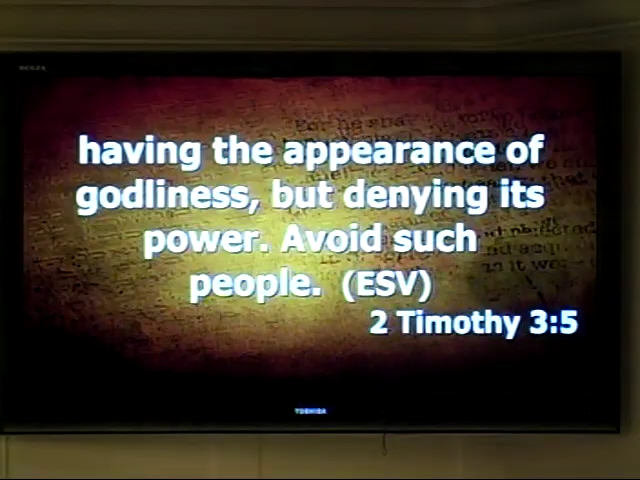 having the appearance of
godliness, but denying its
power. Avoid such
people. (ESV)
2 Timothy 3:5
TOSHIBA